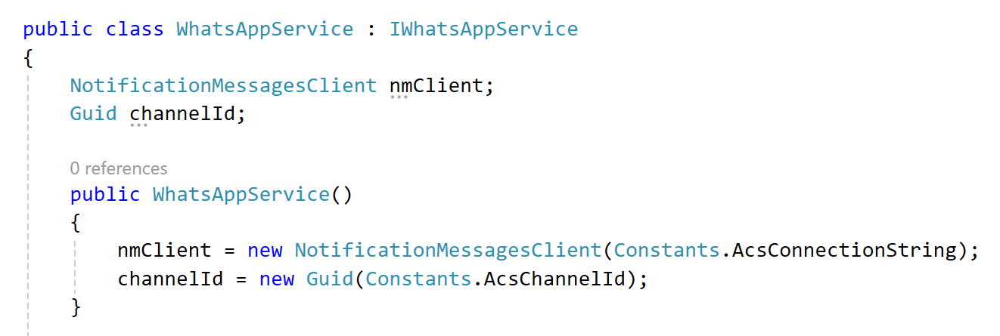 public class WhatsAppService : IWhatsAppService
{
    NotificationMessagesClient nmClient;
    Guid channelId;
    0 references
    public WhatsAppService()
    {
        nmClient = new NotificationMessagesClient(Constants.AcsConnectionString);
        channelId = new Guid(Constants.AcsChannelId);
    }